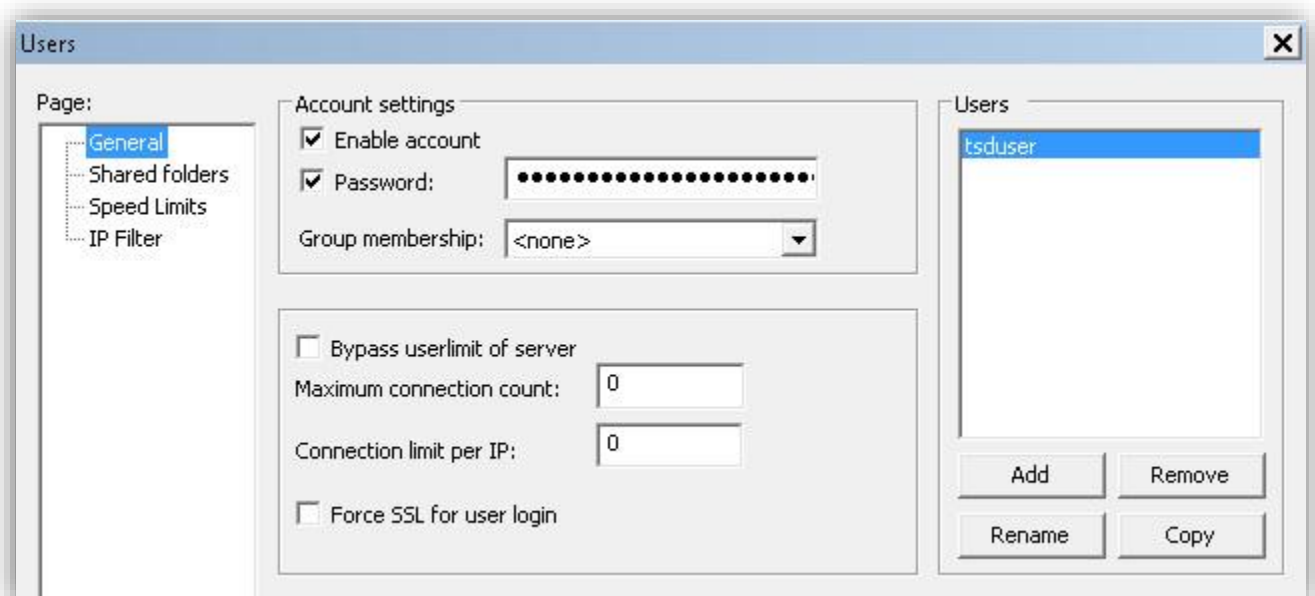 Users
Page:
General
Shared folders
Speed Limits
IP Filter
Account settings
Enable account
Password: ••••••••••••••••••••••
Group membership: <none>
Bypass userlimit of server
Maximum connection count: 0
Connection limit per IP: 0
Force SSL for user login
Users
tsduser
Add Remove
Rename Copy